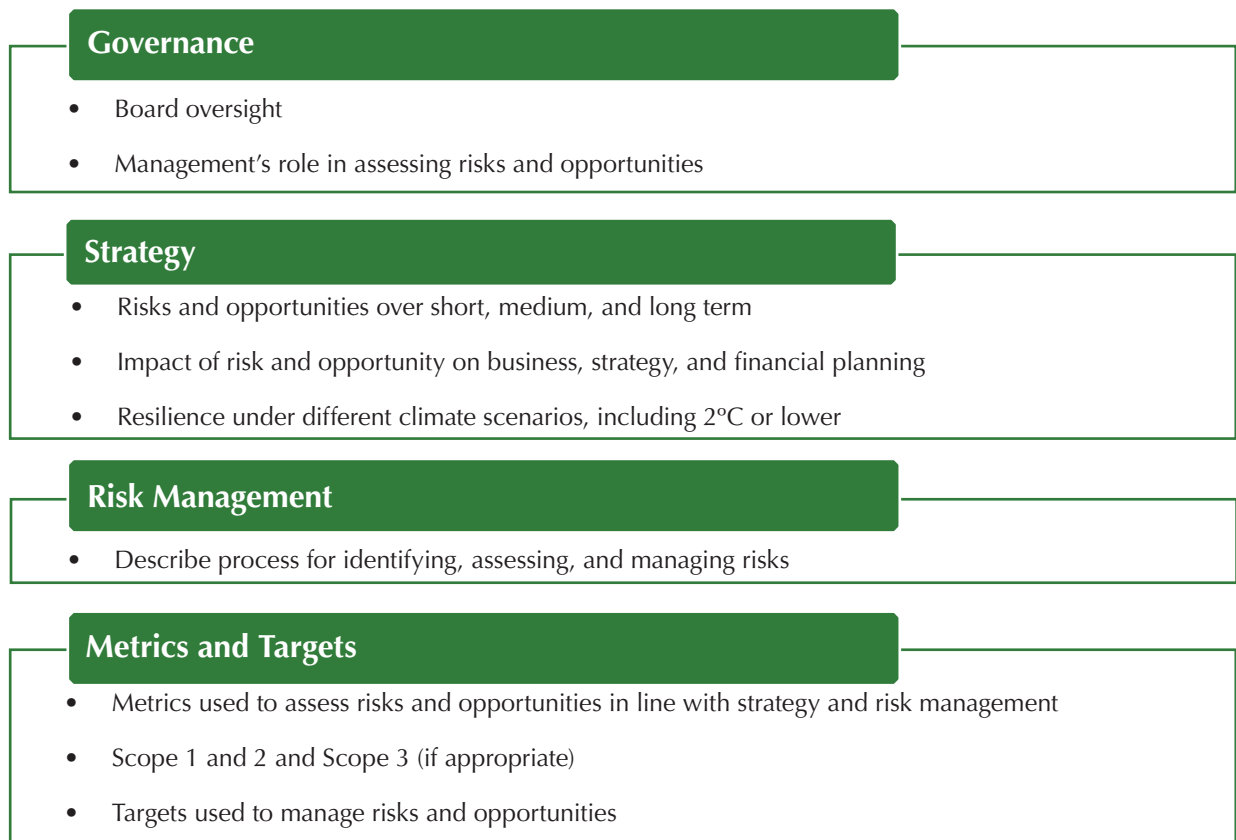 Governance
• Board oversight
• Management’s role in assessing risks and opportunities
Strategy
• Risks and opportunities over short, medium, and long term
• Impact of risk and opportunity on business, strategy, and financial planning
• Resilience under different climate scenarios, including 2ºC or lower
Risk Management
• Describe process for identifying, assessing, and managing risks
Metrics and Targets
• Metrics used to assess risks and opportunities in line with strategy and risk management
• Scope 1 and 2 and Scope 3 (if appropriate)
• Targets used to manage risks and opportunities